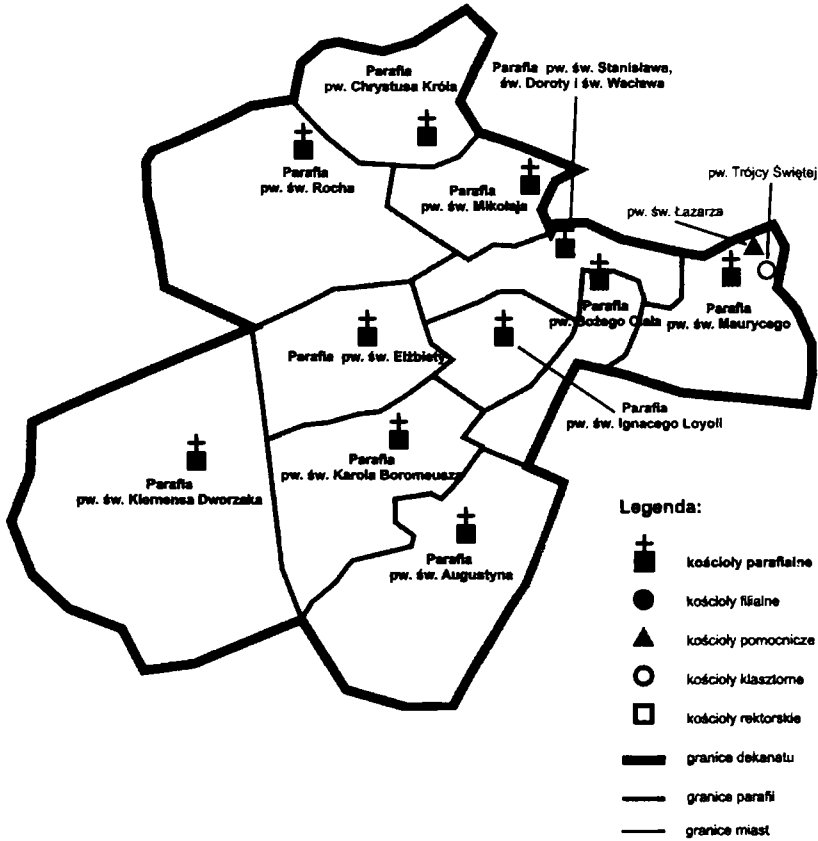 Parafia
pw. Chrystusa Króla
Parafia pw. św. Stanisława,
św. Doroty i św. Wacława
Parafia
pw. św. Rocha
Parafia
pw. św. Mikołaja
pw. Trójcy Świętej
pw. św. Łazarza
Parafia
pw. Bożego Ciała
Parafia
pw. św. Maurycego
Parafia pw. św. Elżbiety
Parafia
pw. św. Ignacego Loyoli
Parafia
pw. św. Karola Boromeusza
Parafia
pw. św. Klemensa Dworzaka
Parafia
pw. św. Augustyna
Legenda:
kościoły parafialne
kościoły filialne
kościoły pomocnicze
kościoły klasztorne
kościoły rektorskie
granice dekanatu
granice parafii
granice miast